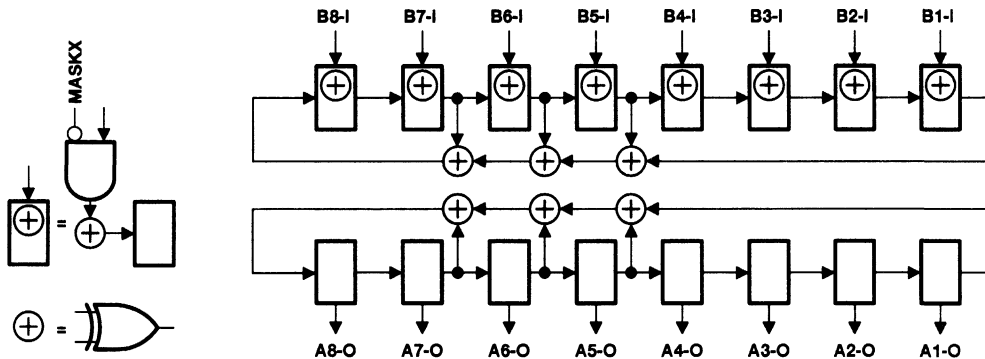 B8-I B7-I B6-I B5-I B4-I B3-I B2-I B1-I
MASKX
=
=
A8-O A7-O A6-O A5-O A4-O A3-O A2-O A1-O